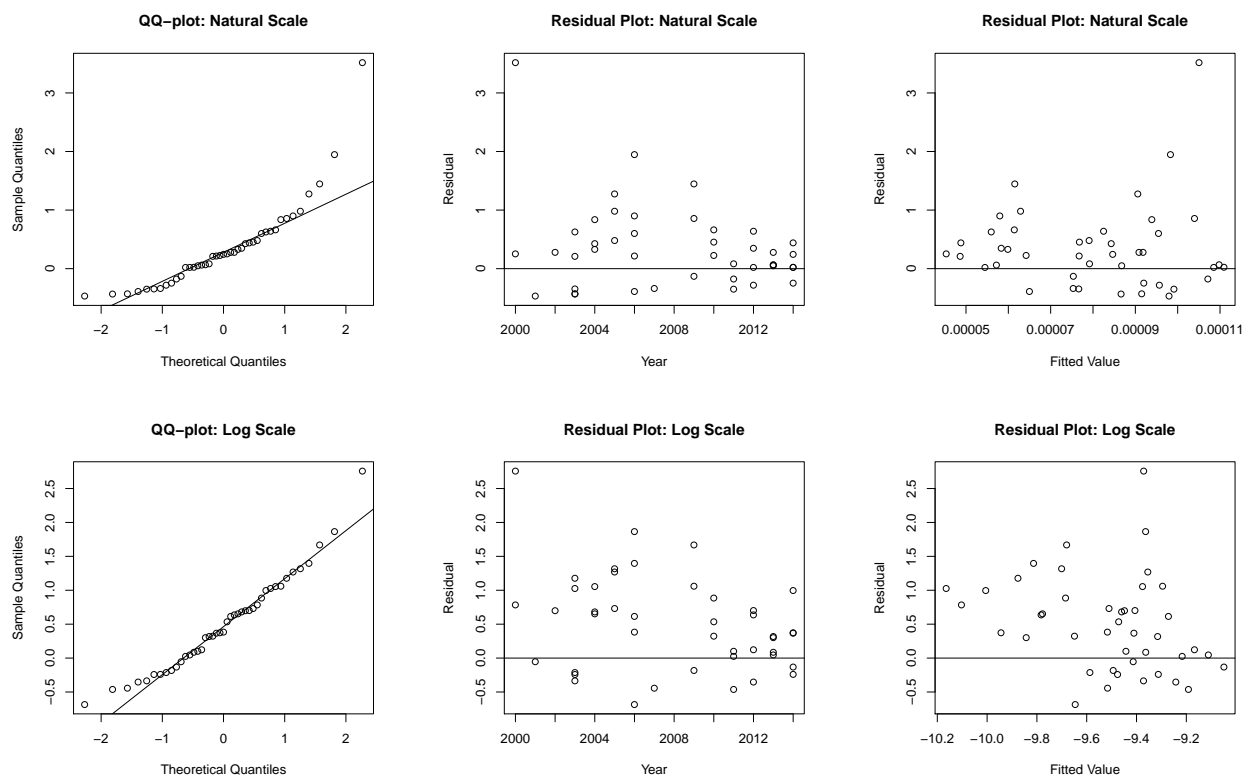 QQ−plot: Natural Scale
Sample Quantiles
3
2
1
0
−2 −1 0 1 2
Theoretical Quantiles
Residual Plot: Natural Scale
Residual
3
2
1
0
2000 2004 2008 2012
Year
Residual Plot: Natural Scale
Residual
3
2
1
0
0.00005 0.00007 0.00009 0.00011
Fitted Value
QQ−plot: Log Scale
Sample Quantiles
2.5
2.0
1.5
1.0
0.5
0.0
−0.5
−2 −1 0 1 2
Theoretical Quantiles
Residual Plot: Log Scale
Residual
2.5
2.0
1.5
1.0
0.5
0.0
−0.5
2000 2004 2008 2012
Year
Residual Plot: Log Scale
Residual
2.5
2.0
1.5
1.0
0.5
0.0
−0.5
−10.2 −10.0 −9.8 −9.6 −9.4 −9.2
Fitted Value